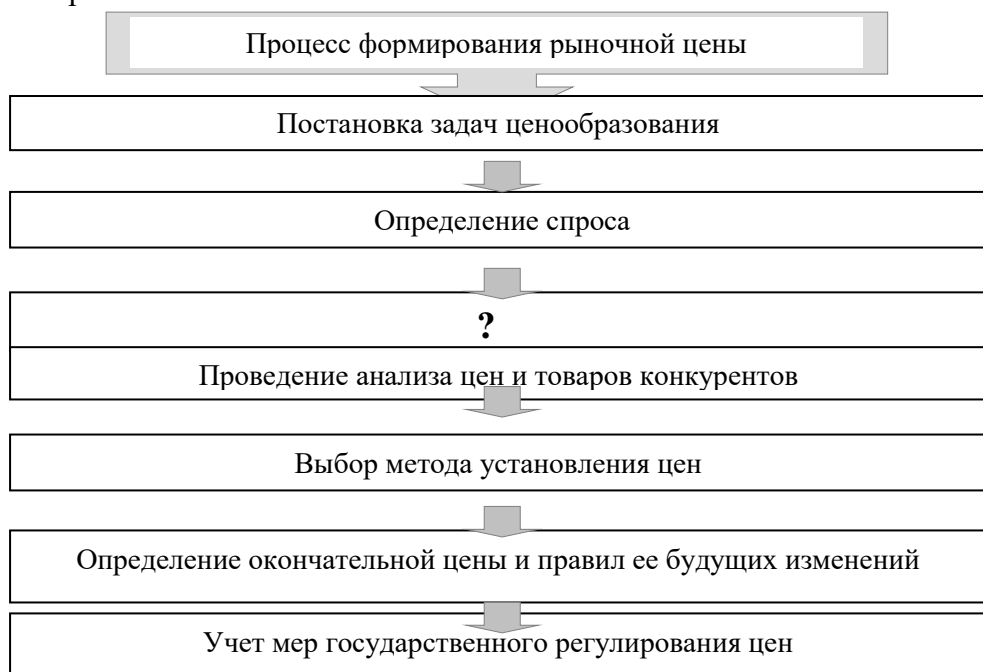 Процесс формирования рыночной цены
Постановка задач ценообразования
Определение спроса
?
Проведение анализа цен и товаров конкурентов
Выбор метода установления цен
Определение окончательной цены и правил ее будущих изменений
Учет мер государственного регулирования цен